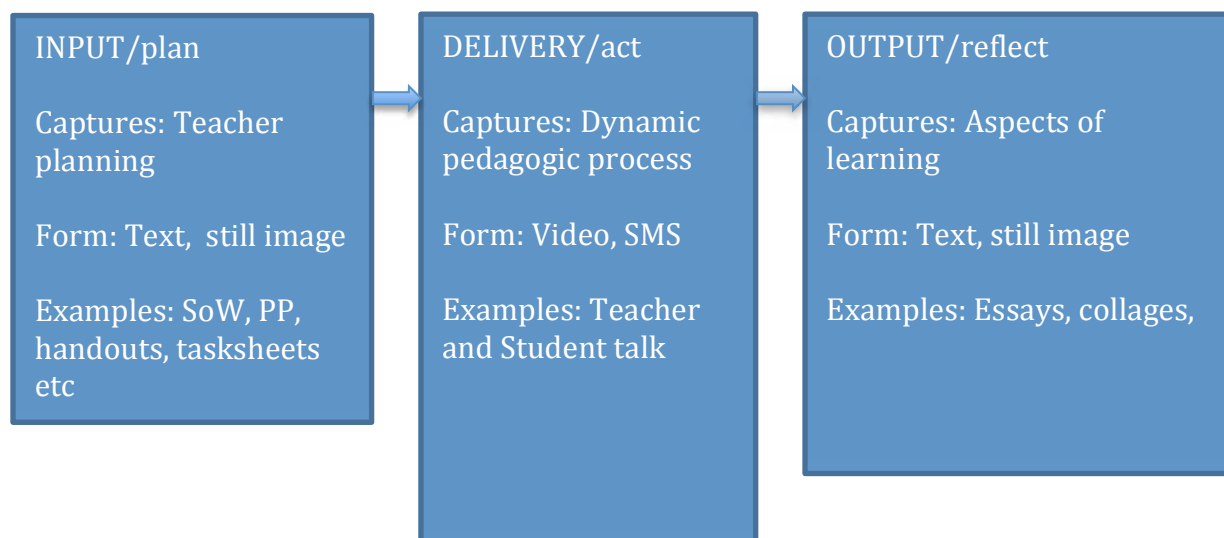 INPUT/plan
Captures: Teacher
planning
Form: Text, still image
Examples: SoW, PP,
handouts, tasksheets
etc
DELIVERY/act
Captures: Dynamic
pedagogic process
Form: Video, SMS
Examples: Teacher
and Student talk
OUTPUT/reflect
Captures: Aspects of
learning
Form: Text, still image
Examples: Essays, collages,